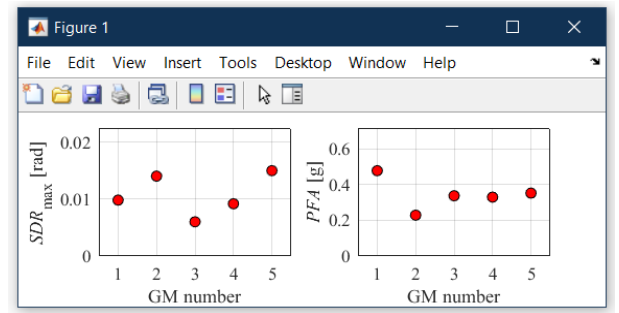 Figure 1
File Edit View Insert Tools Desktop Window Help
SDRmax [rad]
0.02
0.01
0
1 2 3 4 5
GM number
PFA [g]
0.6
0.4
0.2
0
1 2 3 4 5
GM number